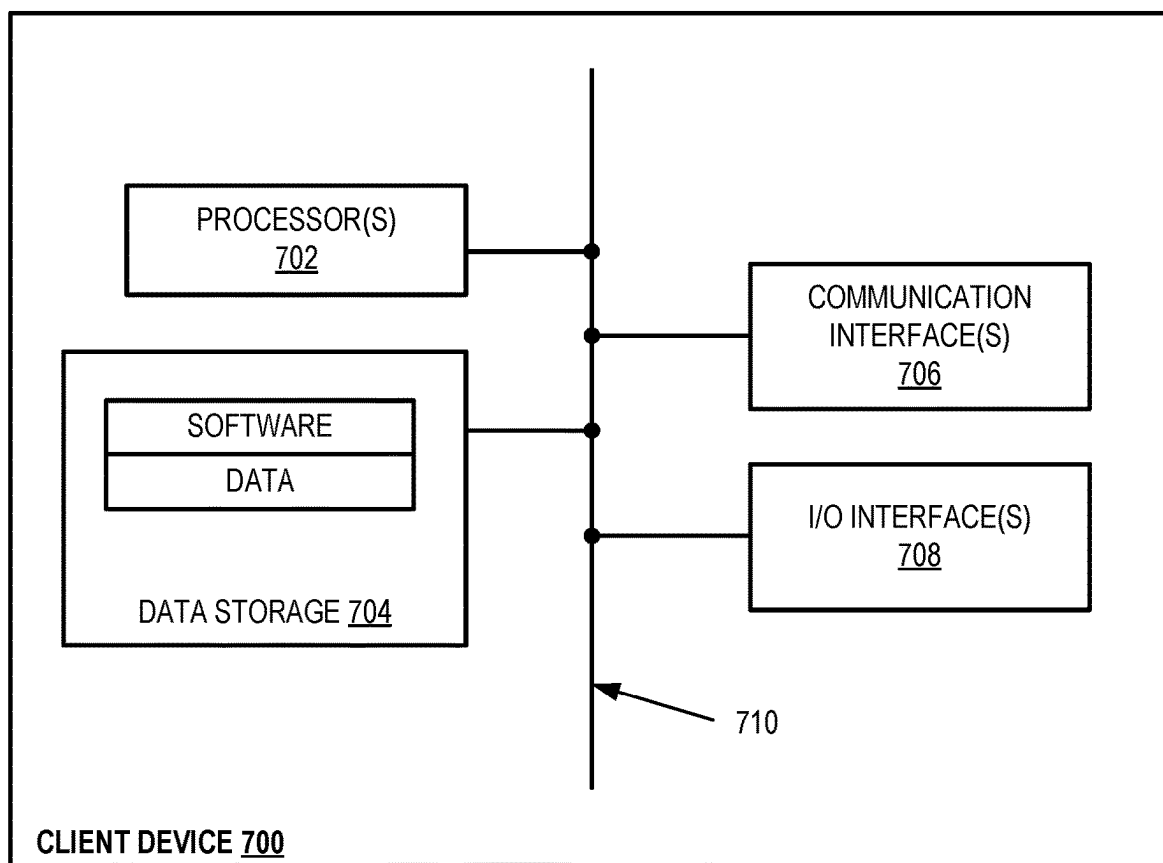 PROCESSOR(S)
702
COMMUNICATION
INTERFACE(S)
706
SOFTWARE
DATA
DATA STORAGE 704
I/O INTERFACE(S)
708
710
CLIENT DEVICE 700